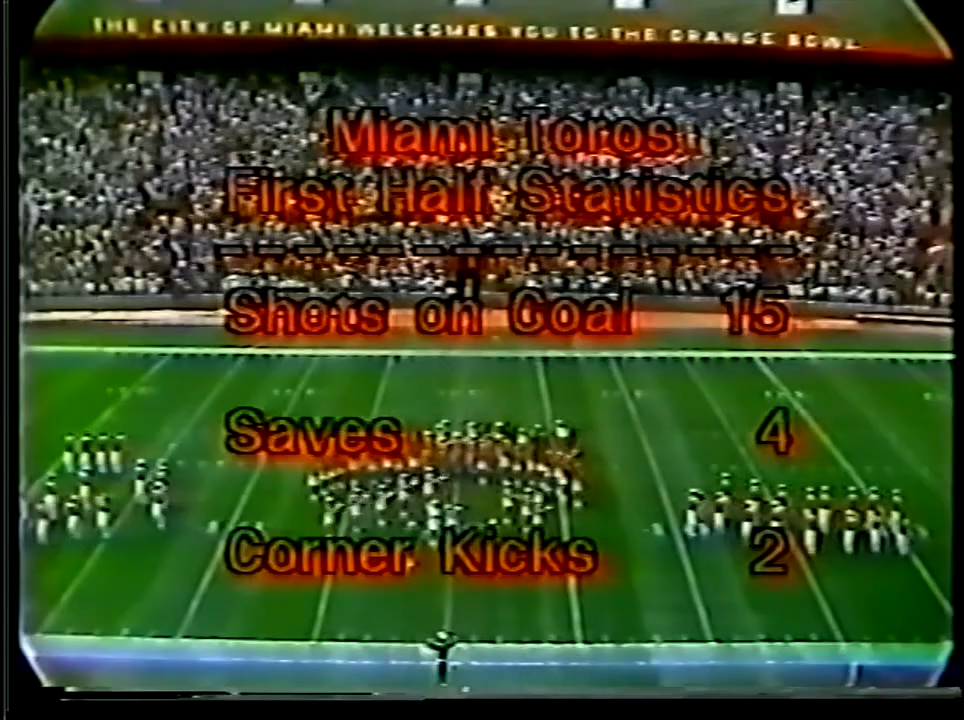 THE CITY OF MIAMI WELCOMES YOU TO THE ORANGE BOWL
Miami Toros
First Half Statistics
---------------
Shots on Goal 15
Saves 4
Corner Kicks 2